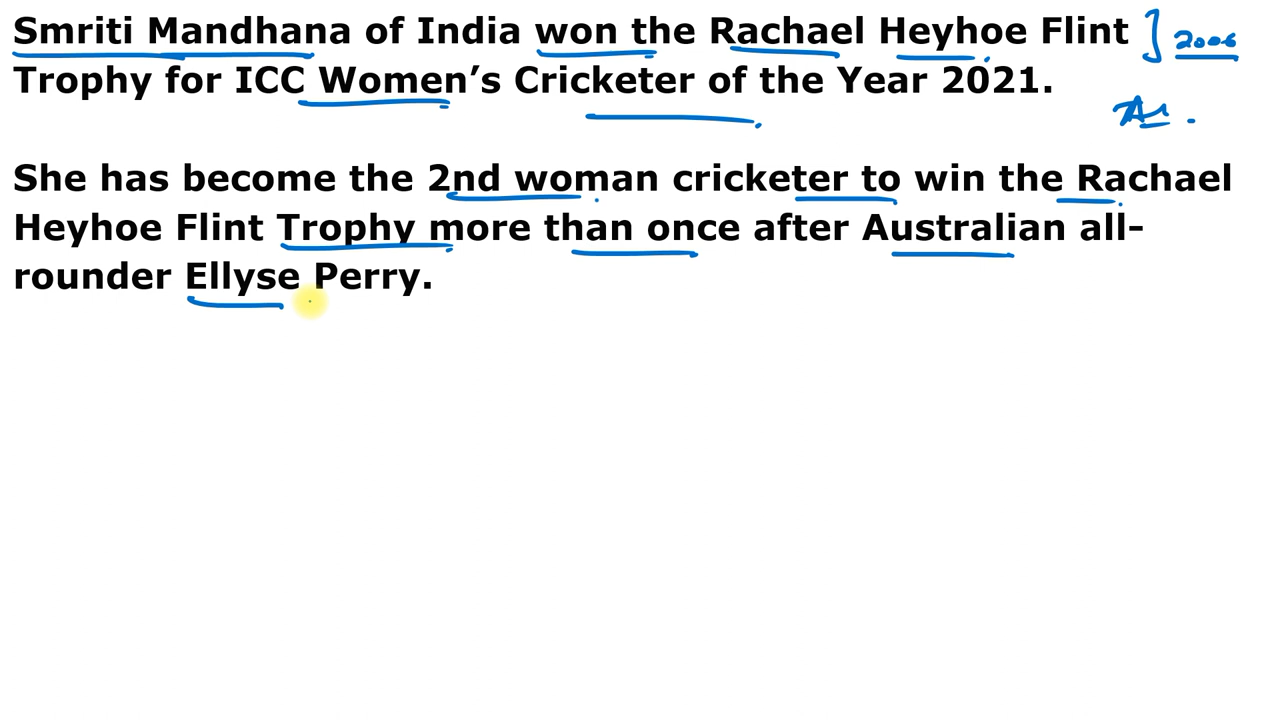 Smriti Mandhana of India won the Rachael Heyhoe Flint 2006
Trophy for ICC Women’s Cricketer of the Year 2021.
She has become the 2nd woman cricketer to win the Rachael
Heyhoe Flint Trophy more than once after Australian all-
rounder Ellyse Perry.